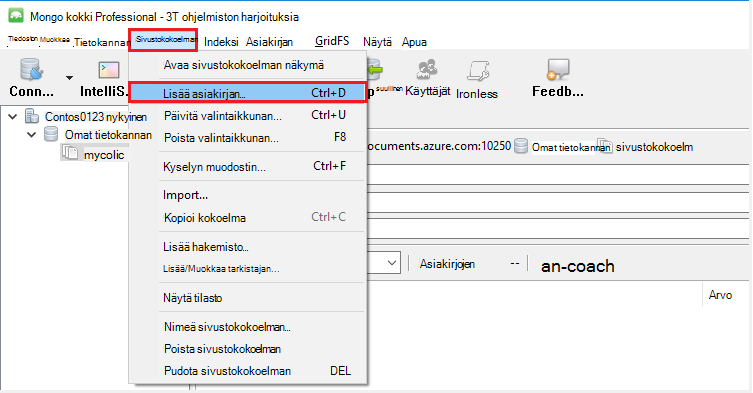 Mongo kokki Professional - 3T ohjelmiston harjoituksia
Tiedoston Muokkaa Tietokannan Sivustokokoelman Indeksi Asiakirjan GridFS Näytä Apua
Avaa sivustokokoelman näkymä
Conn... IntelliS. suullinen Käyttäjät Ironless Feedb...
Lisää asiakirjan... Ctrl+D
Contos0123 nykyinen
Päivitä valintaikkunan... Ctrl+U
Omat tietokannan
Poista valintaikkunan... F8
ocuments.azure.com:10250 Omat tietokannan sivustokokoelm
mycolic
Kyselyn muodostin... Ctrl+F
Import...
Kopioi kokoelma Ctrl+C
Lisää hakemisto...
Lisää/Muokkaa tarkistajan...
Asiakirjojen -- an-coach
Näytä tilasto
Arvo
Nimeä sivustokokoelman...
Poista sivustokokoelman
Pudota sivustokokoelman DEL